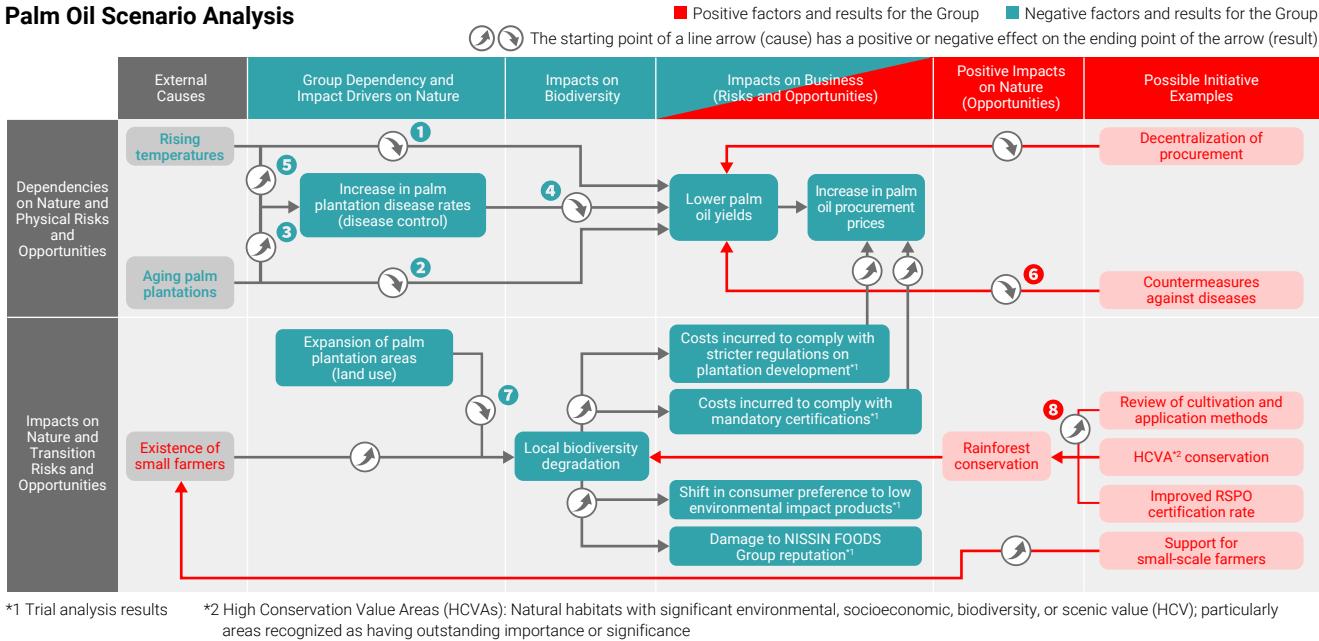 Palm Oil Scenario Analysis
Positive factors and results for the Group
Negative factors and results for the Group
The starting point of a line arrow (cause) has a positive or negative effect on the ending point of the arrow (result)
External
Causes
Group Dependency and
Impact Drivers on Nature
Impacts on
Biodiversity
Impacts on Business
(Risks and Opportunities)
Positive Impacts
on Nature
(Opportunities)
Possible Initiative
Examples
Dependencies
on Nature and
Physical Risks
and
Opportunities
Rising
temperatures
1
5
Increase in palm
plantation disease rates
(disease control)
4
3
Aging palm
plantations
2
Lower palm
oil yields
Increase in palm
oil procurement
prices
Decentralization of
procurement
6
Countermeasures
against diseases
Impacts on
Nature and
Transition
Risks and
Opportunities
Expansion of palm
plantation areas
(land use)
7
Existence of
small farmers
Local biodiversity
degradation
Costs incurred to comply with
stricter regulations on
plantation development*1
Costs incurred to comply with
mandatory certifications*1
Shift in consumer preference to low
environmental impact products*1
Damage to NISSIN FOODS
Group reputation*1
Rainforest
conservation
8
Review of cultivation and
application methods
HCVA*2 conservation
Improved RSPO
certification rate
Support for
small-scale farmers
*1 Trial analysis results
*2 High Conservation Value Areas (HCVAs): Natural habitats with significant environmental, socioeconomic, biodiversity, or scenic value (HCV); particularly
areas recognized as having outstanding importance or significance